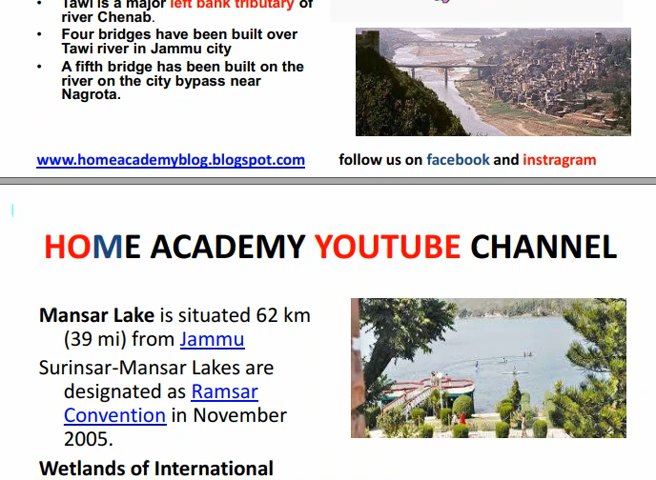 • Tawi is a major left bank tributary of
river Chenab.
• Four bridges have been built over
Tawi river in Jammu city
• A fifth bridge has been built on the
river on the city bypass near
Nagrota.
www.homeacademyblog.blogspot.com follow us on facebook and instragram
HOME ACADEMY YOUTUBE CHANNEL
Mansar Lake is situated 62 km
(39 mi) from Jammu
Surinsar-Mansar Lakes are
designated as Ramsar
Convention in November
2005.
Wetlands of International